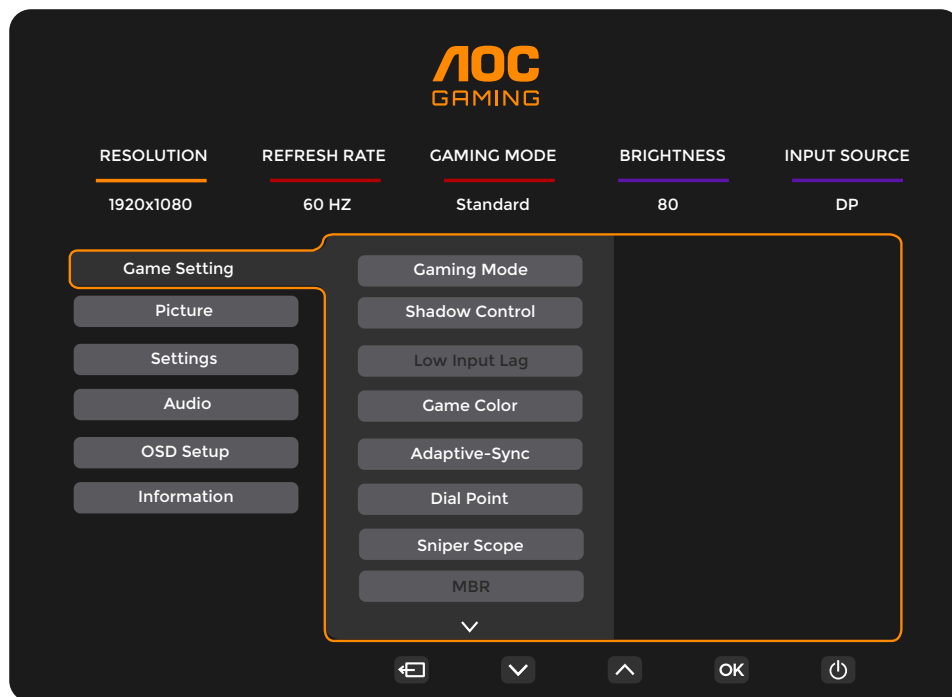 AOC
GAMING
RESOLUTION REFRESH RATE GAMING MODE BRIGHTNESS INPUT SOURCE
1920x1080 60 HZ Standard 80 DP
Game Setting
Picture
Settings
Audio
OSD Setup
Information
Gaming Mode
Shadow Control
Low Input Lag
Game Color
Adaptive-Sync
Dial Point
Sniper Scope
MBR
OK